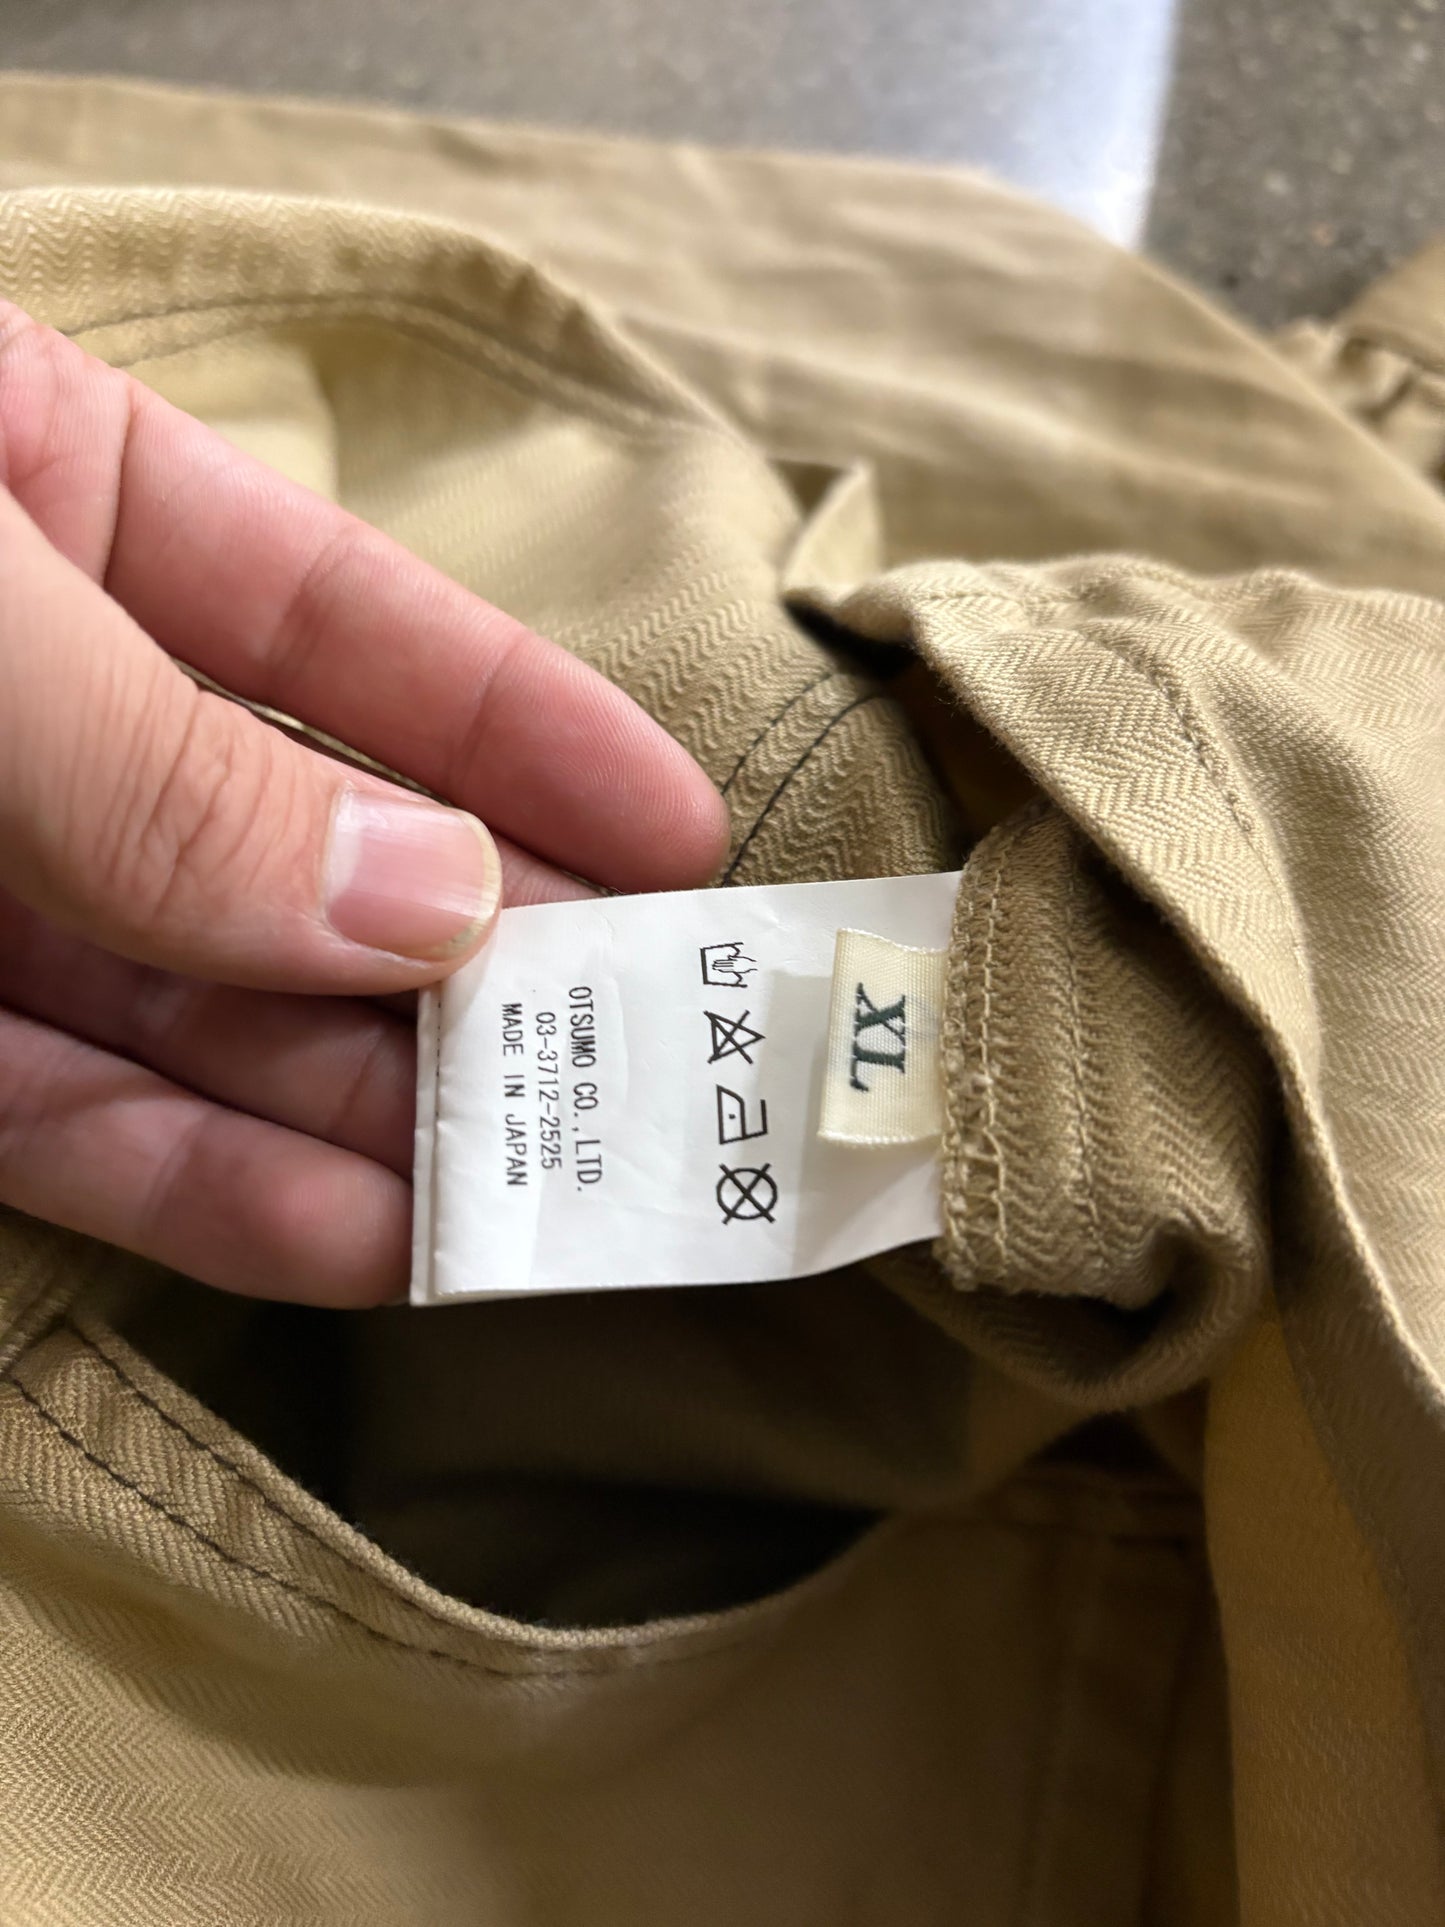 XL
OTSUMO CO.,LTD.
03-3712-2525
MADE IN JAPAN